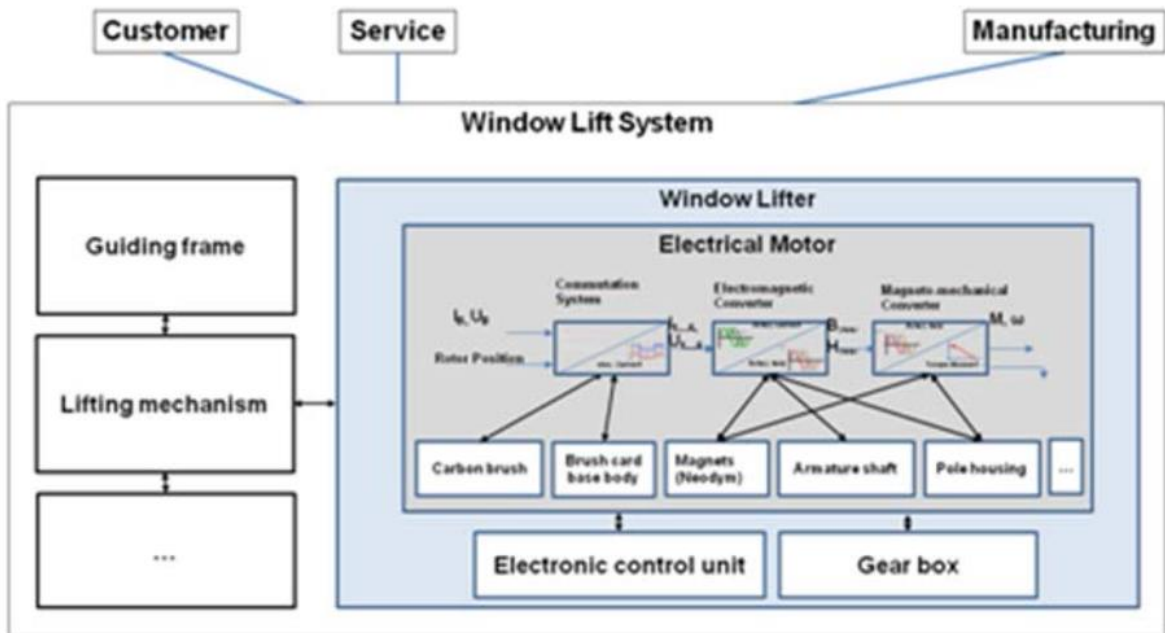 Customer
Service
Manufacturing
Window Lift System
Guiding frame
Lifting mechanism
...
Window Lifter
Electrical Motor
Commutation
System
Electromagnetic
Converter
Magneto-mechanical
Converter
Rotor Position
M, ω
Carbon brush
Brush card
base body
Magnets
(Neodym)
Armature shaft
Pole housing
...
Electronic control unit
Gear box